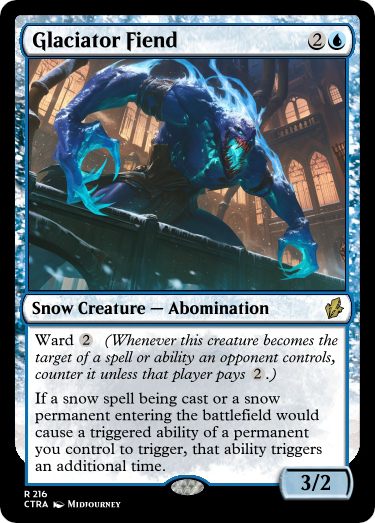 Glaciator Fiend 2
Snow Creature — Abomination
Ward 2 (Whenever this creature becomes the
target of a spell or ability an opponent controls,
counter it unless that player pays 2.)
If a snow spell being cast or a snow
permanent entering the battlefield would
cause a triggered ability of a permanent
you control to trigger, that ability triggers
an additional time.
3/2
R 216
CTRA Midjourney